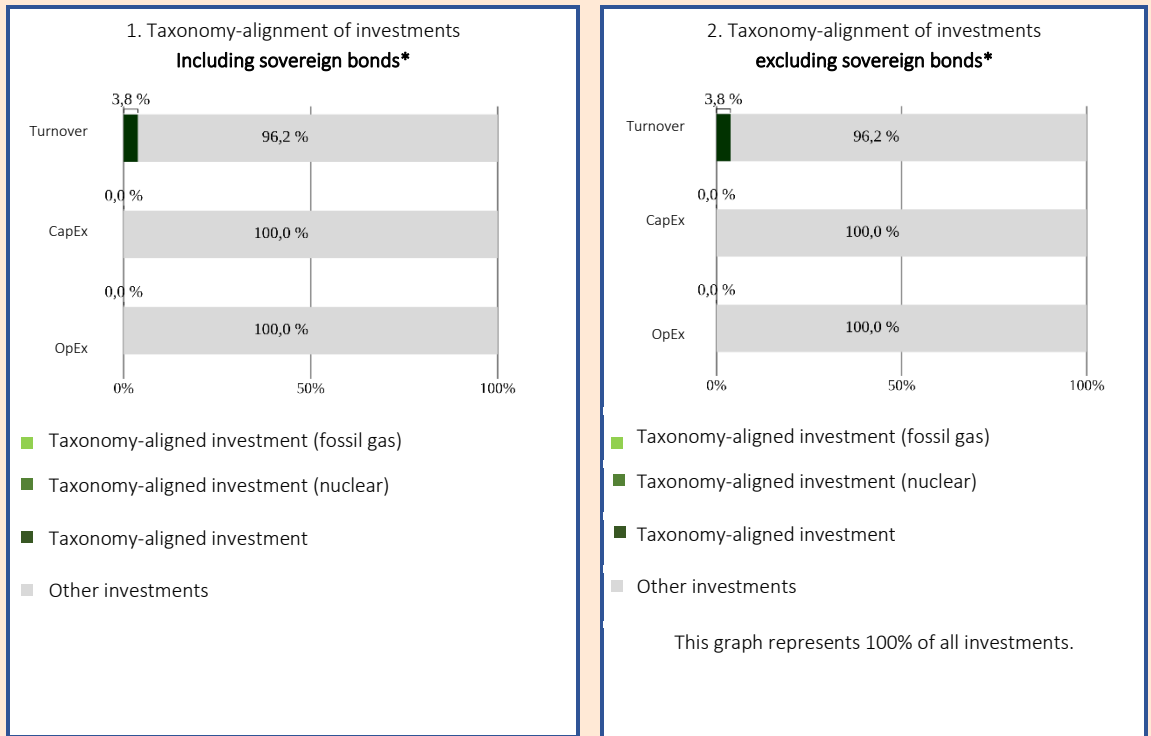 1. Taxonomy-alignment of investments
Including sovereign bonds*
3,8 %
Turnover
96,2 %
0,0 %
CapEx
100,0 %
0,0 %
OpEx
100,0 %
0%
50%
100%
Taxonomy-aligned investment (fossil gas)
Taxonomy-aligned investment (nuclear)
Taxonomy-aligned investment
Other investments
2. Taxonomy-alignment of investments
excluding sovereign bonds*
3,8 %
Turnover
96,2 %
0,0 %
CapEx
100,0 %
0,0 %
OpEx
100,0 %
0%
50%
100%
Taxonomy-aligned investment (fossil gas)
Taxonomy-aligned investment (nuclear)
Taxonomy-aligned investment
Other investments
This graph represents 100% of all investments.